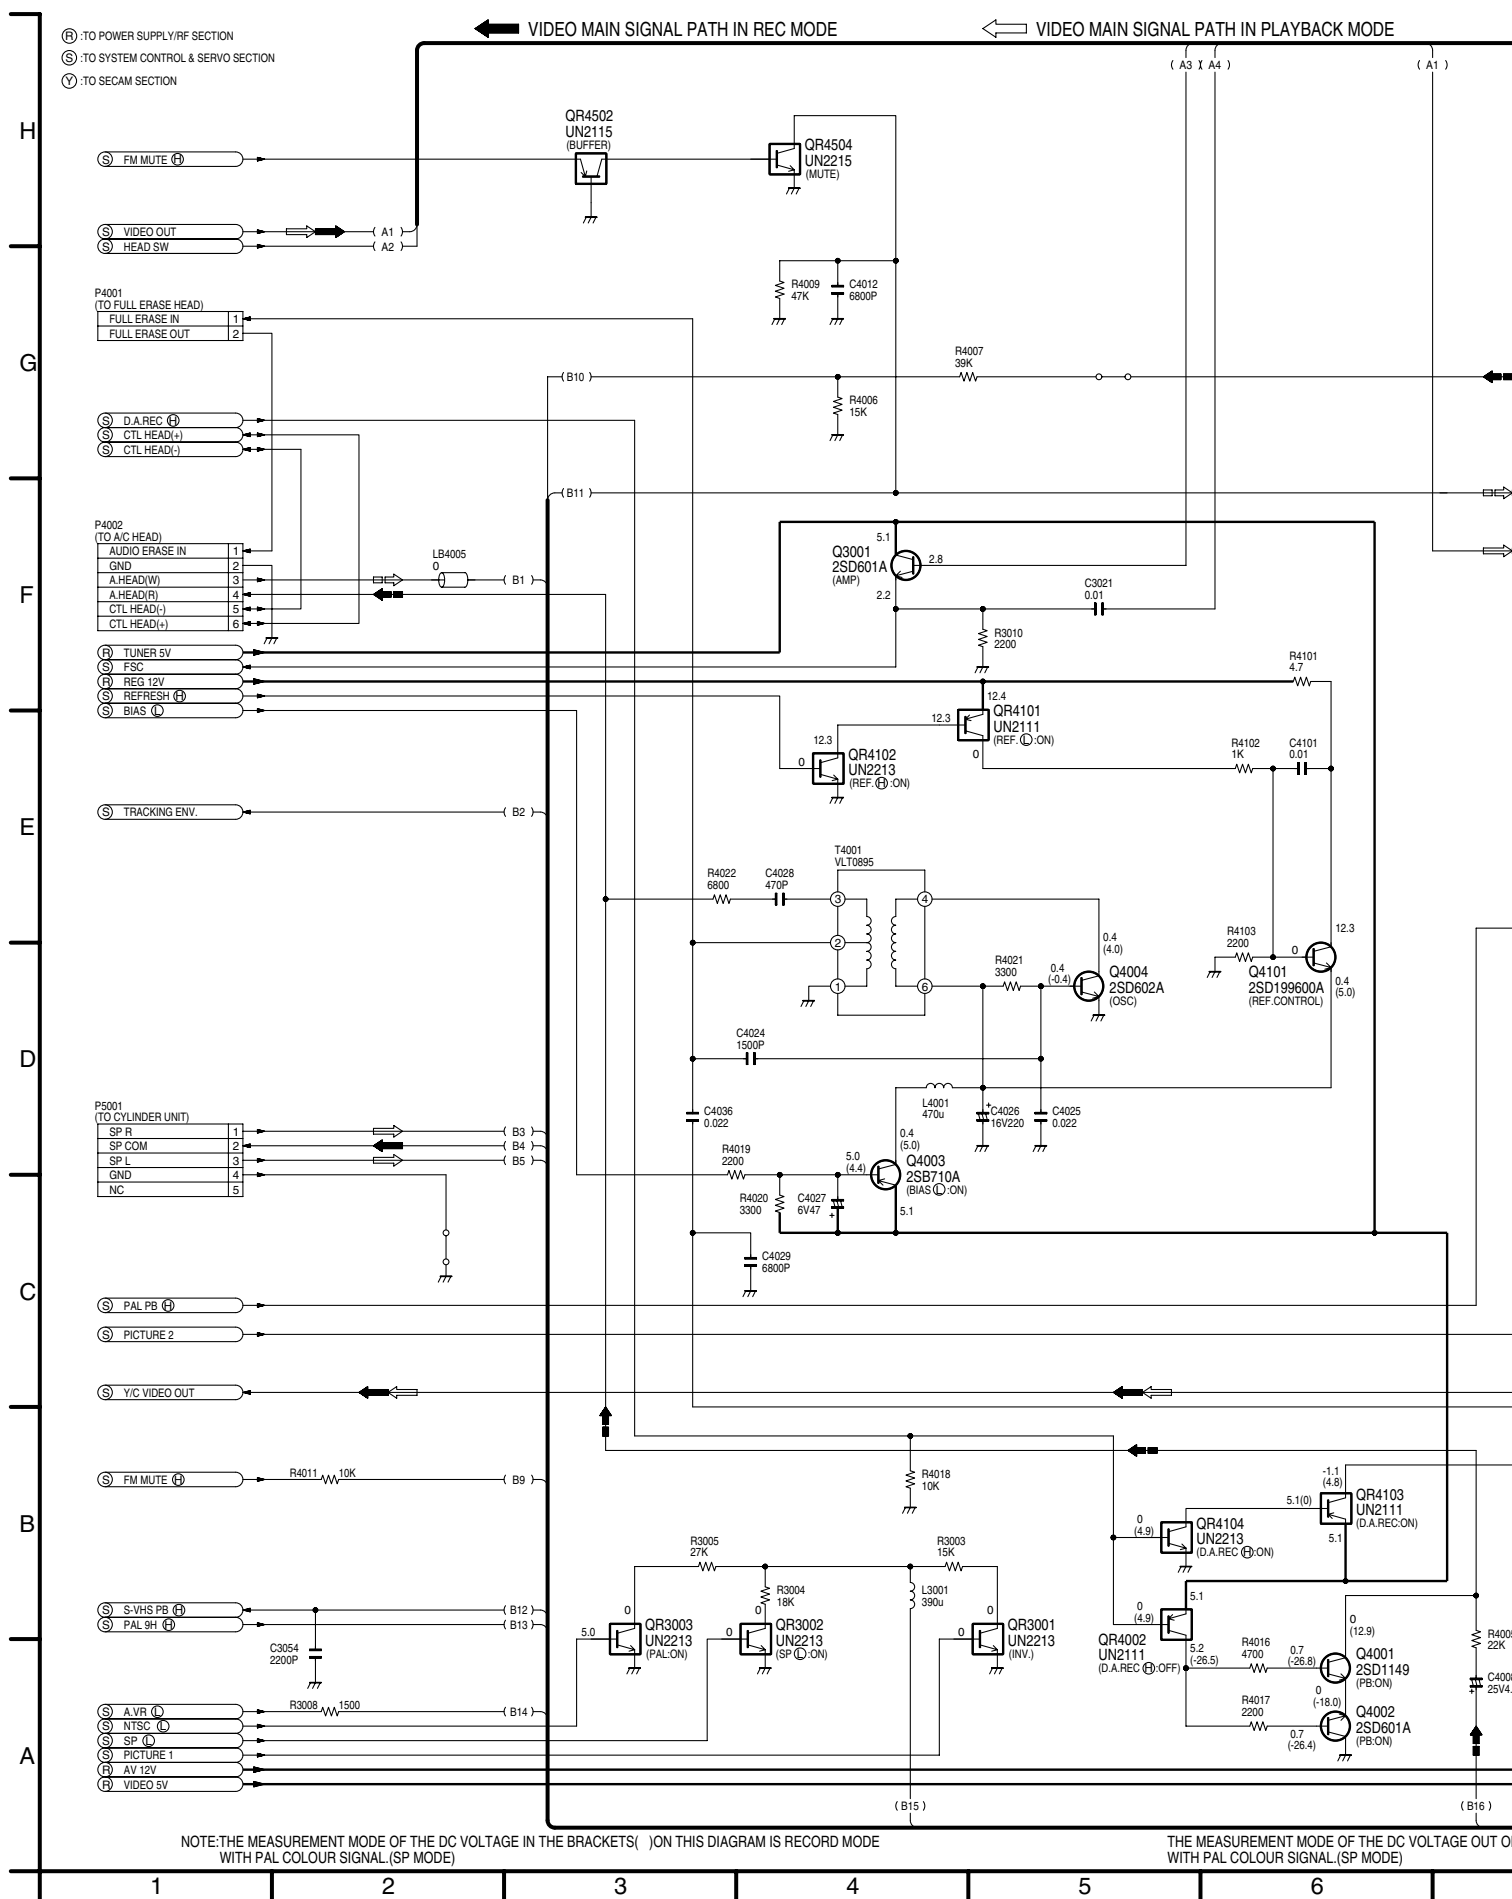 VIDEO MAIN SIGNAL PATH IN REC MODE
VIDEO MAIN SIGNAL PATH IN PLAYBACK MODE
Ⓡ :TO POWER SUPPLY/RF SECTION
Ⓢ :TO SYSTEM CONTROL & SERVO SECTION
Ⓨ :TO SECAM SECTION
( A3 )( A4 )
( A1 )
H
QR4502
UN2115
(BUFFER)
QR4504
UN2215
(MUTE)
Ⓢ FM MUTE Ⓗ
Ⓢ VIDEO OUT
( A1 )
Ⓢ HEAD SW
( A2 )
R4009
47K
C4012
6800P
P4001
(TO FULL ERASE HEAD)
FULL ERASE IN 1
FULL ERASE OUT 2
G
R4007
39K
( B10 )
R4006
15K
Ⓢ D.A.REC Ⓗ
Ⓢ CTL HEAD(+)
Ⓢ CTL HEAD(-)
( B11 )
P4002
(TO A/C HEAD)
AUDIO ERASE IN 1
GND 2
A.HEAD(W) 3
A.HEAD(R) 4
CTL HEAD(-) 5
CTL HEAD(+) 6
LB4005
0
( B1 )
5.1
Q3001
2SD601A
(AMP)
2.8
2.2
C3021
0.01
F
R3010
2200
Ⓡ TUNER 5V
Ⓢ FSC
Ⓡ REG 12V
Ⓢ REFRESH Ⓗ
Ⓢ BIAS Ⓛ
R4101
4.7
12.4
12.3
QR4101
UN2111
(REF.Ⓛ:ON)
0
12.3
0
QR4102
UN2213
(REF.Ⓗ:ON)
R4102
1K
C4101
0.01
Ⓢ TRACKING ENV.
( B2 )
E
T4001
VLT0895
R4022
6800
C4028
470P
3
4
2
1
6
R4021
3300
0.4
(4.0)
0.4
(-0.4)
Q4004
2SD602A
(OSC)
R4103
2200
12.3
0
Q4101
2SD199600A
(REF.CONTROL)
0.4
(5.0)
C4024
1500P
D
L4001
470u
C4036
0.022
+
C4026
16V220
C4025
0.022
P5001
(TO CYLINDER UNIT)
SP R 1
SP COM 2
SP L 3
GND 4
NC 5
( B3 )
( B4 )
( B5 )
R4019
2200
0.4
(5.0)
5.0
(4.4)
Q4003
2SB710A
(BIASⓁ:ON)
5.1
R4020
3300
C4027
6V47
+
C4029
6800P
C
Ⓢ PAL PB Ⓗ
Ⓢ PICTURE 2
Ⓢ Y/C VIDEO OUT
Ⓢ FM MUTE Ⓗ
R4011 10K
( B9 )
R4018
10K
-1.1
(4.8)
5.1(0)
QR4103
UN2111
(D.A.REC:ON)
5.1
0
(4.9)
QR4104
UN2213
(D.A.REC Ⓗ:ON)
B
R3005
27K
R3003
15K
R3004
18K
L3001
390u
Ⓢ S-VHS PB Ⓗ
( B12 )
Ⓢ PAL 9H Ⓗ
( B13 )
C3054
2200P
0
5.0
QR3003
UN2213
(PAL:ON)
0
0
QR3002
UN2213
(SP Ⓛ:ON)
0
0
QR3001
UN2213
(INV.)
5.1
0
(4.9)
QR4002
UN2111
(D.A.REC Ⓗ:OFF)
5.2
(-26.5)
R4016
4700
0.7
(-26.8)
0
(12.9)
Q4001
2SD1149
(PB:ON)
R4017
2200
0
(-18.0)
0.7
(-26.4)
Q4002
2SD601A
(PB:ON)
22K
+
Ⓢ A.VR Ⓛ
R3008 1500
( B14 )
Ⓢ NTSC Ⓛ
Ⓢ SP Ⓛ
Ⓢ PICTURE 1
Ⓡ AV 12V
Ⓡ VIDEO 5V
A
( B15 )
( B16 )
NOTE:THE MEASUREMENT MODE OF THE DC VOLTAGE IN THE BRACKETS( )ON THIS DIAGRAM IS RECORD MODE
WITH PAL COLOUR SIGNAL.(SP MODE)
THE MEASUREMENT MODE OF THE DC VOLTAGE OUT
WITH PAL COLOUR SIGNAL.(SP MODE)
1 2 3 4 5 6